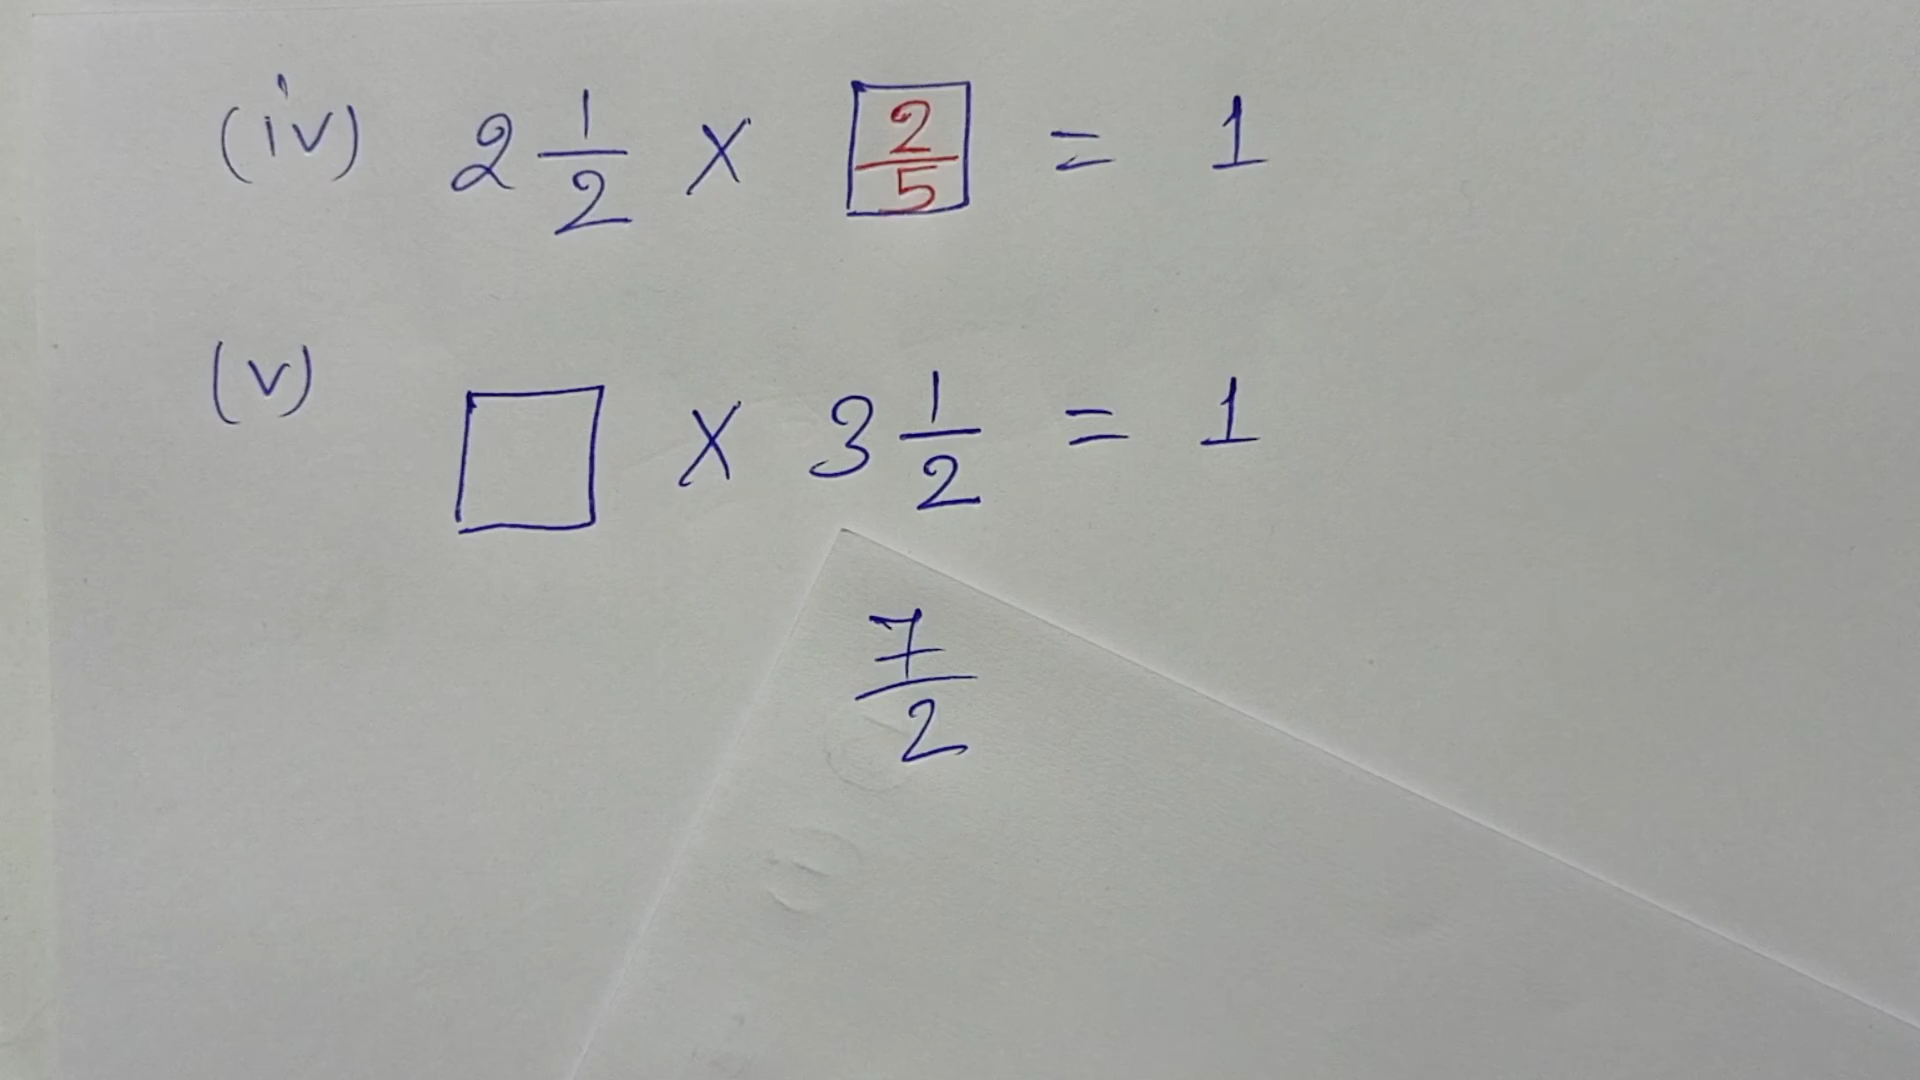 (iv) 2 1/2 × 2/5 = 1
(v) □ × 3 1/2 = 1
7/2